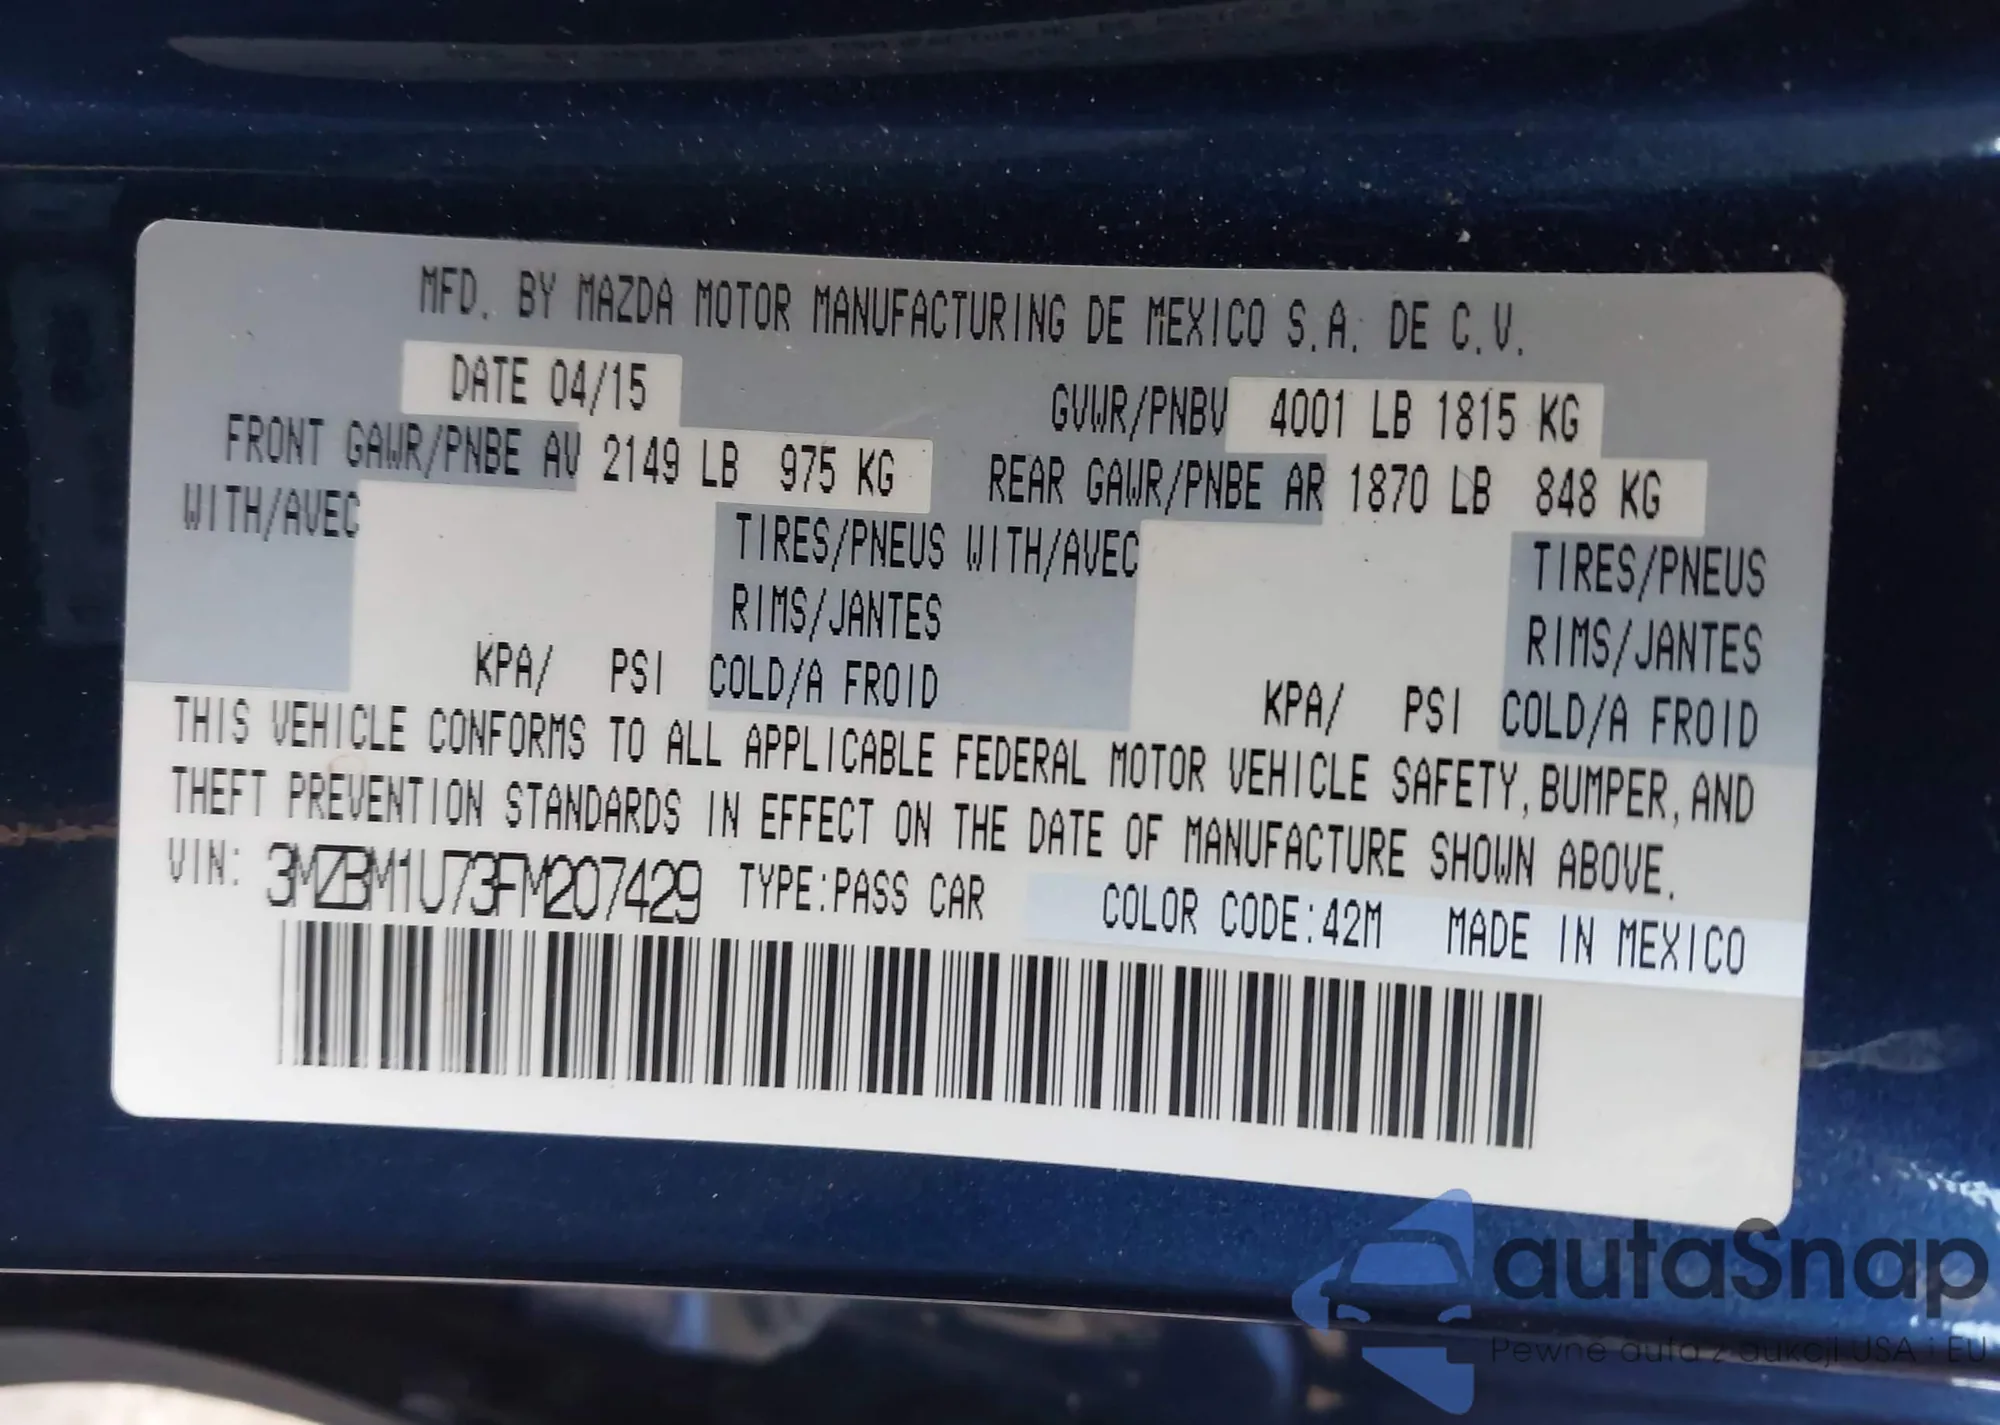 MFD. BY MAZDA MOTOR MANUFACTURING DE MEXICO S.A. DE C.V.
DATE 04/15 GVWR/PNBV 4001 LB 1815 KG
FRONT GAWR/PNBE AV 2149 LB 975 KG REAR GAWR/PNBE AR 1870 LB 848 KG
WITH/AVEC TIRES/PNEUS WITH/AVEC TIRES/PNEUS
RIMS/JANTES RIMS/JANTES
KPA/ PSI COLD/A FROID KPA/ PSI COLD/A FROID
THIS VEHICLE CONFORMS TO ALL APPLICABLE FEDERAL MOTOR VEHICLE SAFETY, BUMPER, AND
THEFT PREVENTION STANDARDS IN EFFECT ON THE DATE OF MANUFACTURE SHOWN ABOVE.
VIN: 3MZBM1U73FM207429 TYPE:PASS CAR COLOR CODE:42M MADE IN MEXICO
autaSnap
Pewne auta z aukcji USA i EU